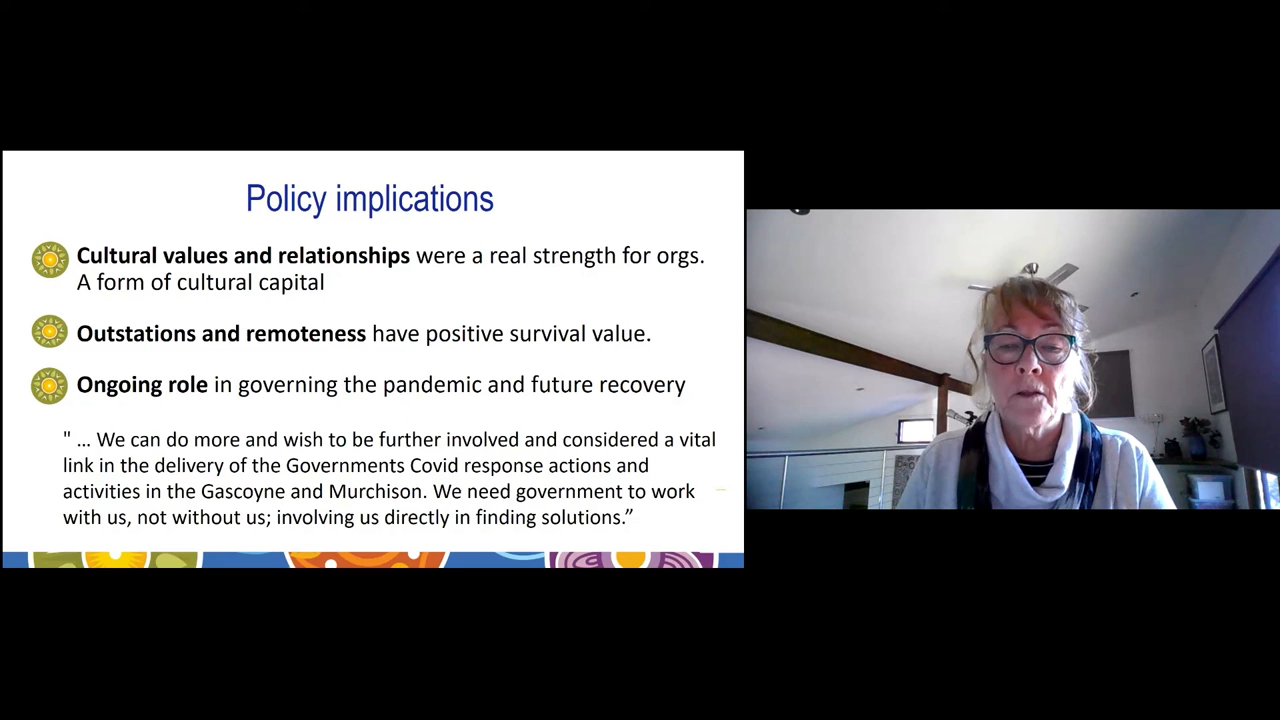 Policy implications
Cultural values and relationships were a real strength for orgs.
A form of cultural capital
Outstations and remoteness have positive survival value.
Ongoing role in governing the pandemic and future recovery
" ... We can do more and wish to be further involved and considered a vital
link in the delivery of the Governments Covid response actions and
activities in the Gascoyne and Murchison. We need government to work
with us, not without us; involving us directly in finding solutions.”